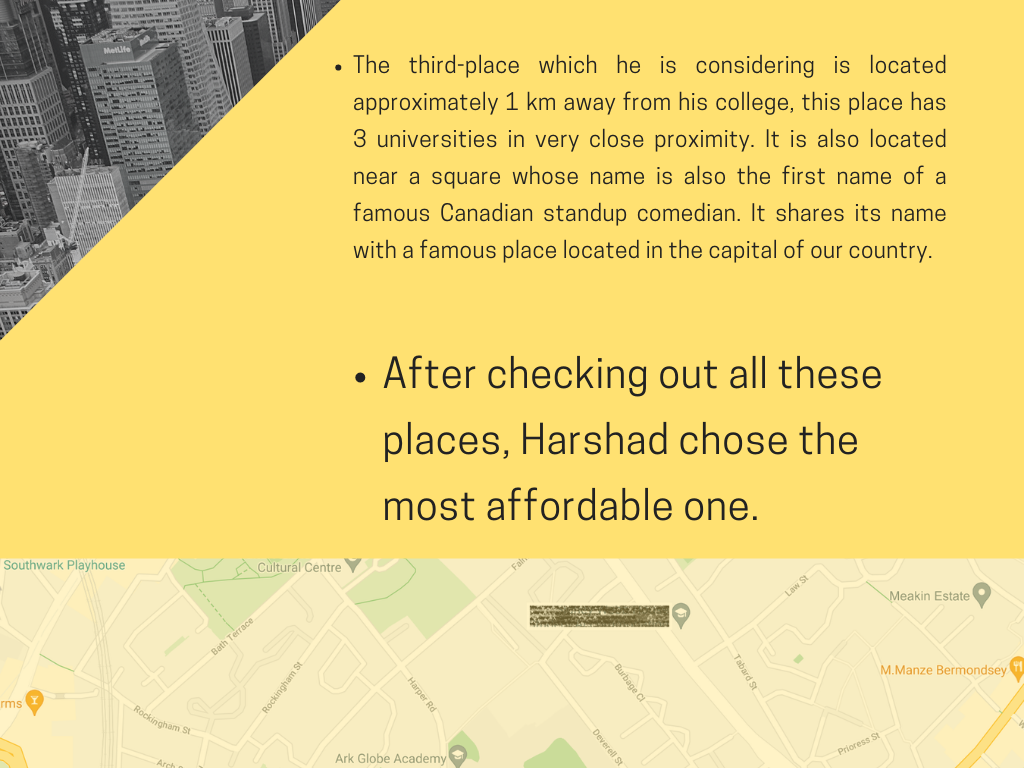 MetLife
• The third-place which he is considering is located
approximately 1 km away from his college, this place has
3 universities in very close proximity. It is also located
near a square whose name is also the first name of a
famous Canadian standup comedian. It shares its name
with a famous place located in the capital of our country.
• After checking out all these
places, Harshad chose the
most affordable one.
Southwark Playhouse
Cultural Centre
Law St
Meakin Estate
Bath Terrace
M.Manze Bermondsey
Rockingham St
Harper Rd
Burbage Cl
Tabard St
rms
Rockingham St
Deverell St
Prioress St
Ark Globe Academy